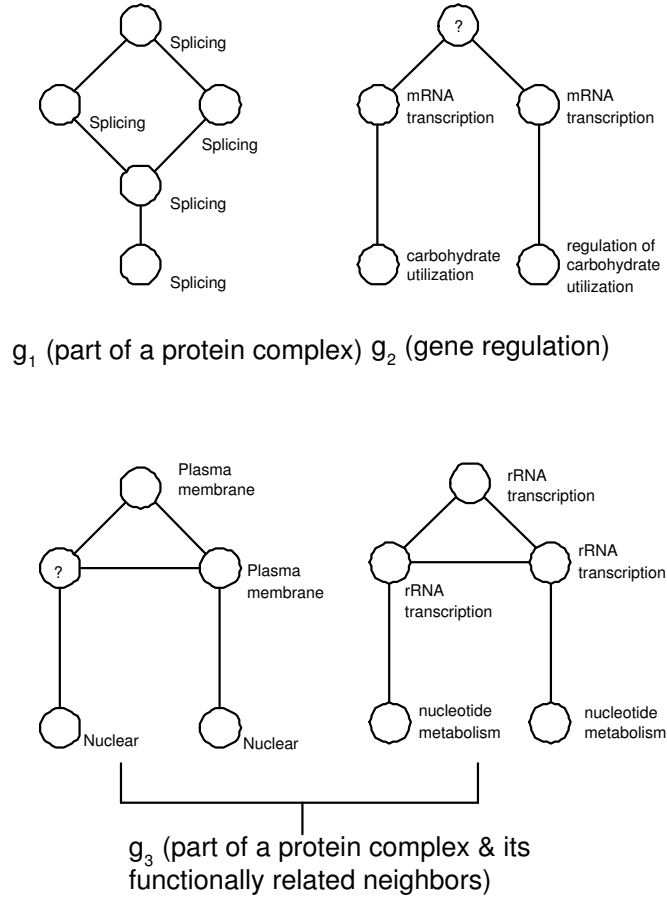 Splicing
Splicing
Splicing
Splicing
Splicing
?
mRNA
transcription
mRNA
transcription
carbohydrate
utilization
regulation of
carbohydrate
utilization
g1 (part of a protein complex)
g2 (gene regulation)
Plasma
membrane
?
Plasma
membrane
Nuclear
Nuclear
rRNA
transcription
rRNA
transcription
rRNA
transcription
nucleotide
metabolism
nucleotide
metabolism
g3 (part of a protein complex & its
functionally related neighbors)